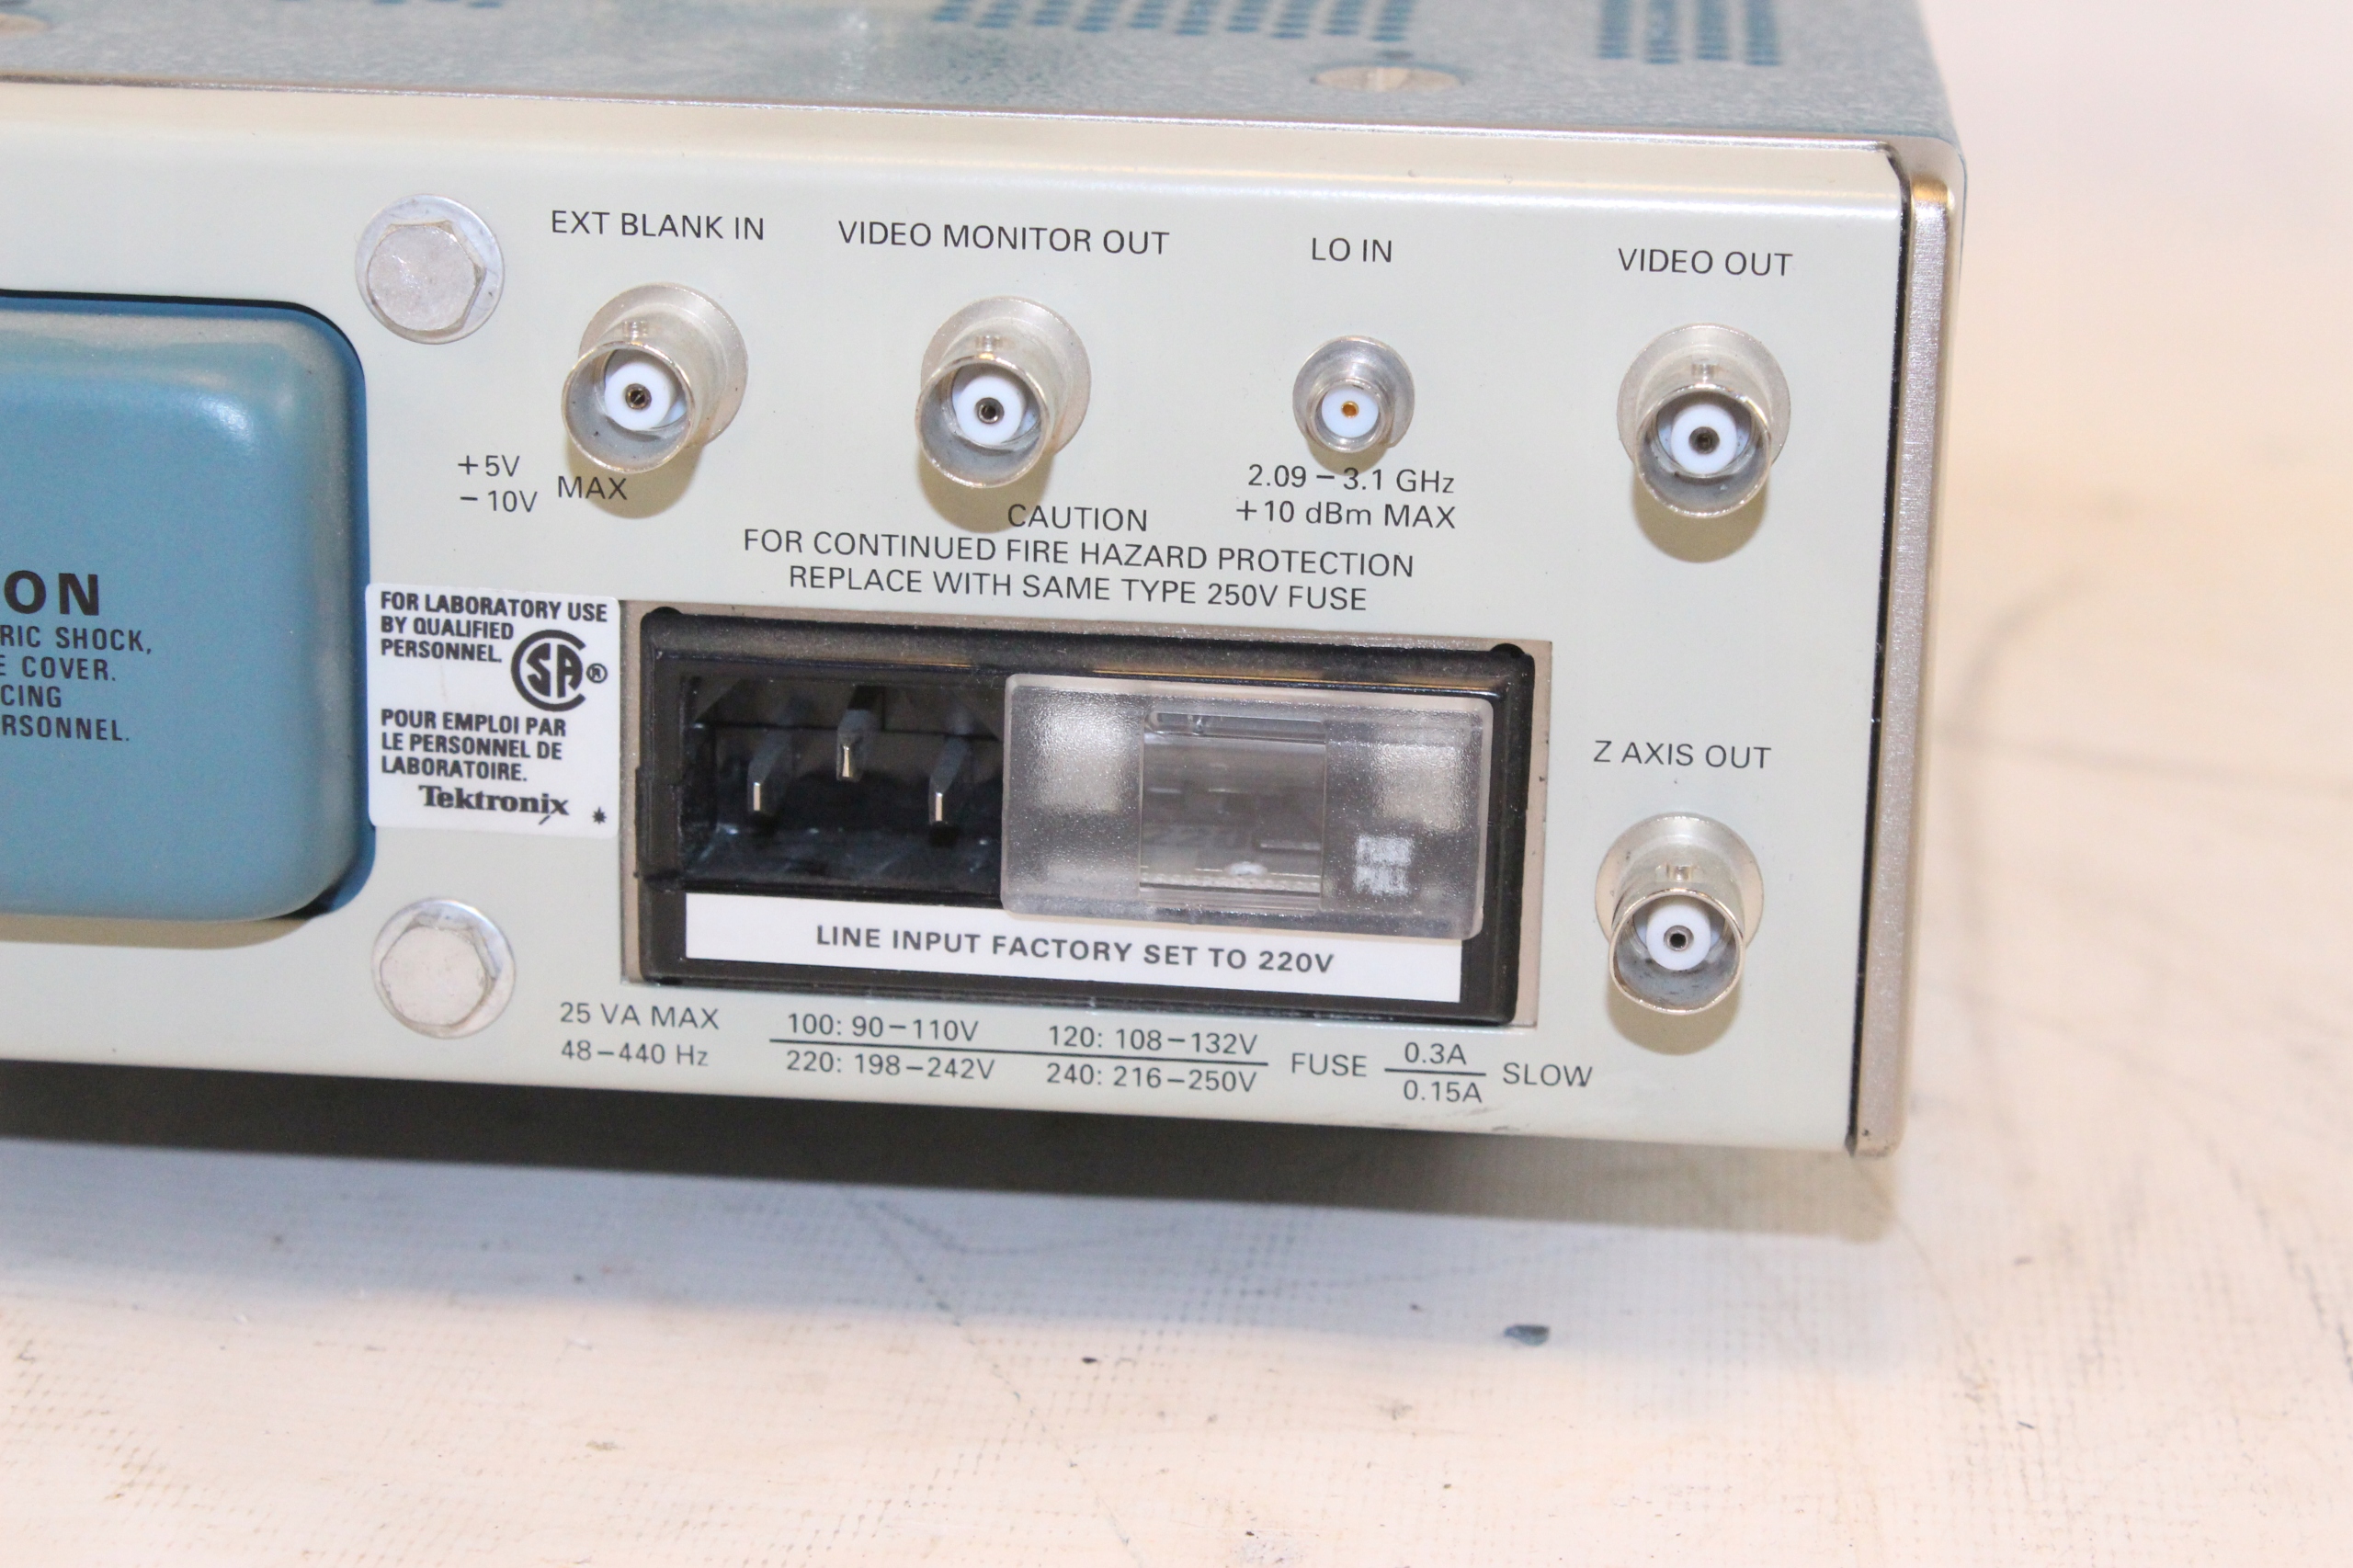 EXT BLANK IN
VIDEO MONITOR OUT
LO IN
VIDEO OUT
+5V
−10V MAX
2.09−3.1 GHz
+10 dBm MAX
CAUTION
FOR CONTINUED FIRE HAZARD PROTECTION
REPLACE WITH SAME TYPE 250V FUSE
ON
RIC SHOCK,
E COVER.
CING
RSONNEL.
FOR LABORATORY USE
BY QUALIFIED
PERSONNEL.
SA®
POUR EMPLOI PAR
LE PERSONNEL DE
LABORATOIRE.
Tektronix
Z AXIS OUT
LINE INPUT FACTORY SET TO 220V
25 VA MAX
48−440 Hz
100: 90−110V 120: 108−132V
220: 198−242V 240: 216−250V
FUSE 0.3A
0.15A SLOW